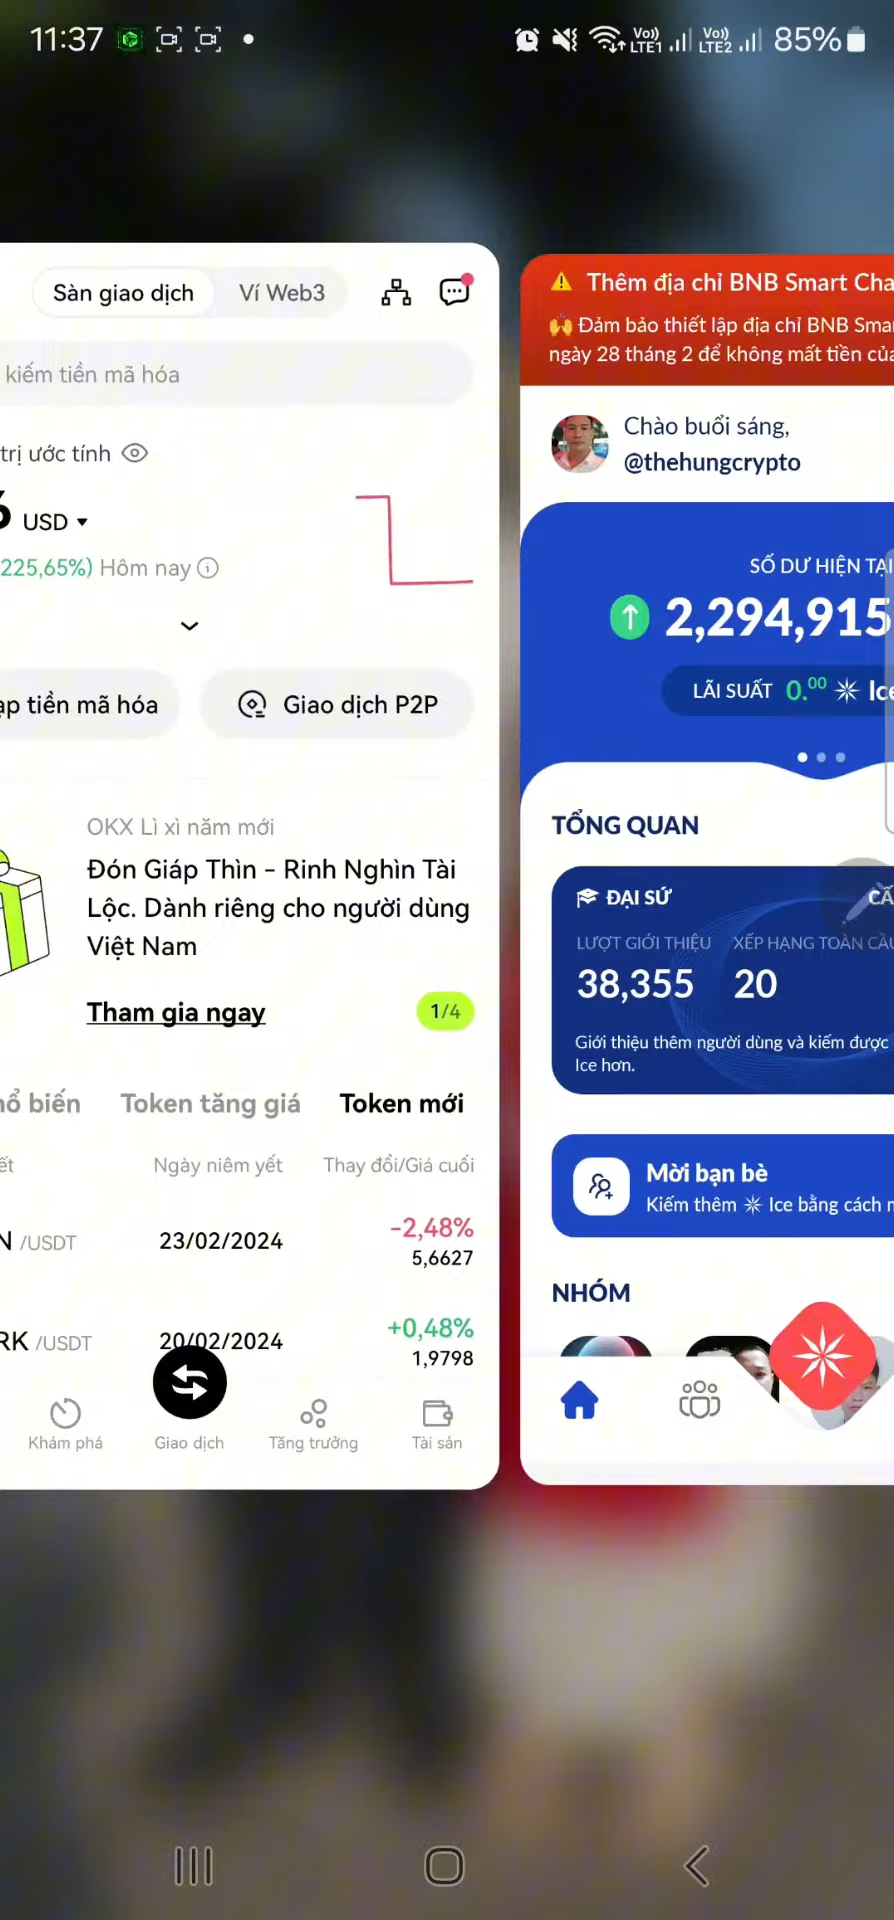 11:37
Vo))
LTE1
Vo))
LTE2
85%
Sàn giao dịch
Ví Web3
kiếm tiền mã hóa
trị ước tính
USD
225,65%) Hôm nay
tiền mã hóa
Giao dịch P2P
OKX Lì xì năm mới
Đón Giáp Thìn - Rinh Nghìn Tài
Lộc. Dành riêng cho người dùng
Việt Nam
Tham gia ngay
1/4
biến
Token tăng giá
Token mới
Ngày niêm yết
Thay đổi/Giá cuối
N /USDT
23/02/2024
-2,48%
5,6627
RK /USDT
20/02/2024
+0,48%
1,9798
Khám phá
Giao dịch
Tăng trưởng
Tài sản
Thêm địa chỉ BNB Smart Cha
Đảm bảo thiết lập địa chỉ BNB Smar
ngày 28 tháng 2 để không mất tiền của
Chào buổi sáng,
@thehungcrypto
SỐ DƯ HIỆN TẠI
2,294,915
LÃI SUẤT 0.00 Ice
TỔNG QUAN
ĐẠI SỨ
CẤ
LƯỢT GIỚI THIỆU
XẾP HẠNG TOÀN CẦU
38,355
20
Giới thiệu thêm người dùng và kiếm được
Ice hơn.
Mời bạn bè
Kiếm thêm Ice bằng cách m
NHÓM